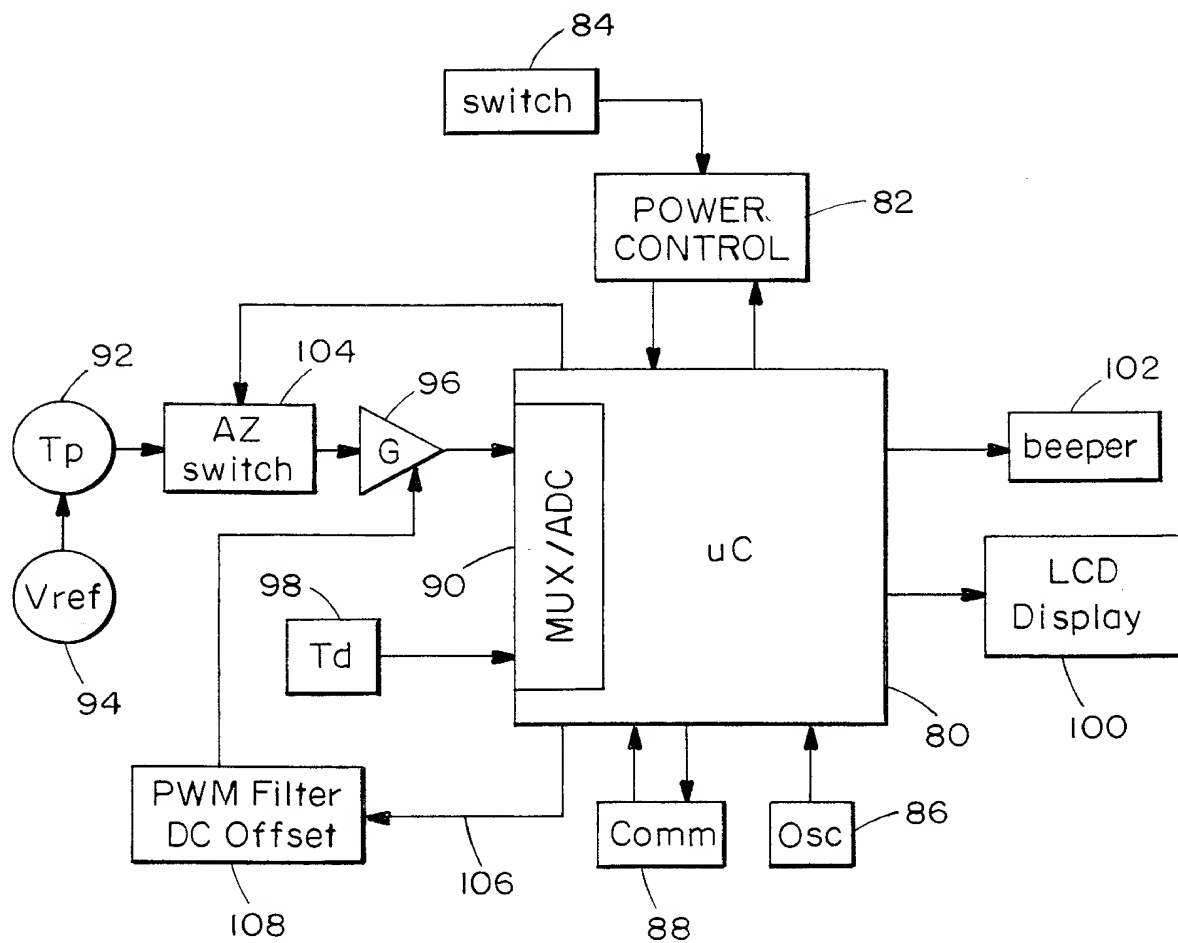 84
switch
POWER
CONTROL
82
92
104
96
102
Tp
AZ
switch
G
beeper
MUX/ADC
90
uC
Vref
94
98
Td
LCD
Display
100
80
PWM Filter
DC Offset
106
108
Comm
88
Osc
86